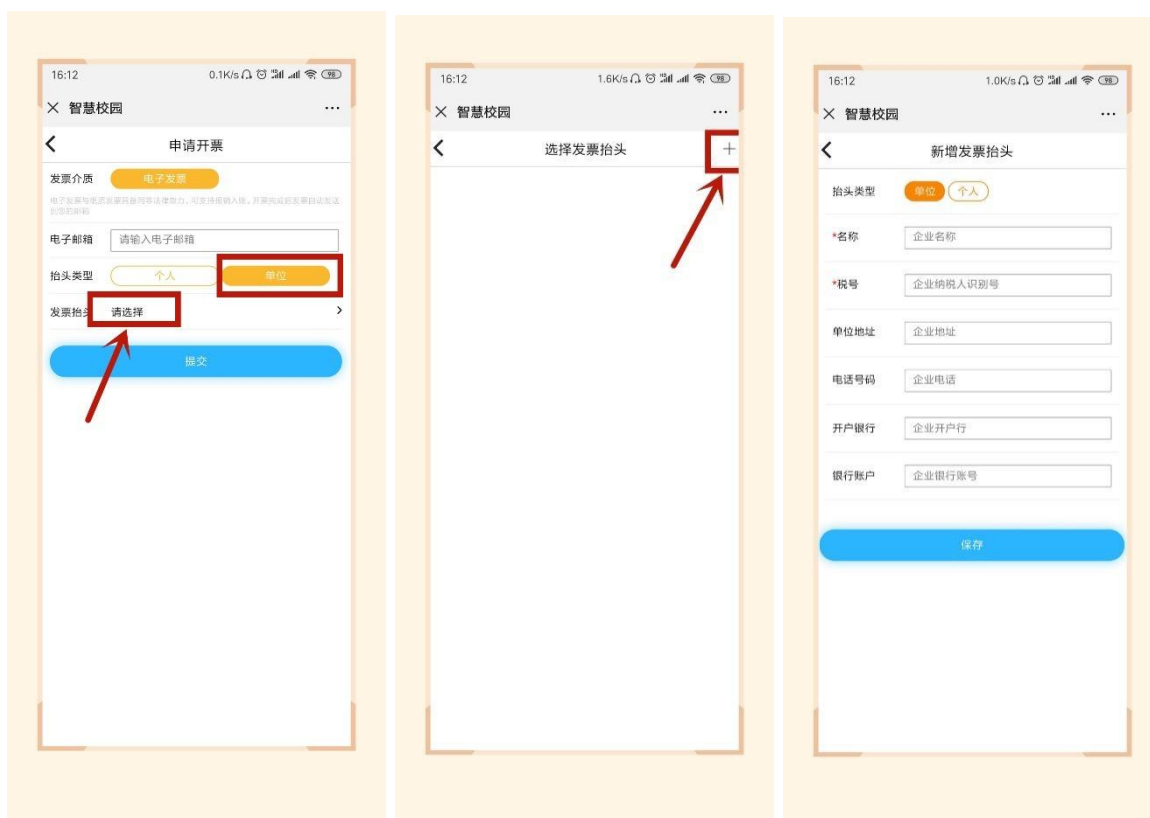 16:12
0.1K/s
98
智慧校园
申请开票
发票介质
电子发票
电子邮箱
请输入电子邮箱
抬头类型
个人
单位
发票抬
请选择
提交
16:12
1.6K/s
98
智慧校园
选择发票抬头
16:12
1.0K/s
98
智慧校园
新增发票抬头
抬头类型
单位
个人
*名称
企业名称
*税号
企业纳税人识别号
单位地址
企业地址
电话号码
企业电话
开户银行
企业开户行
银行账户
企业银行账号
保存